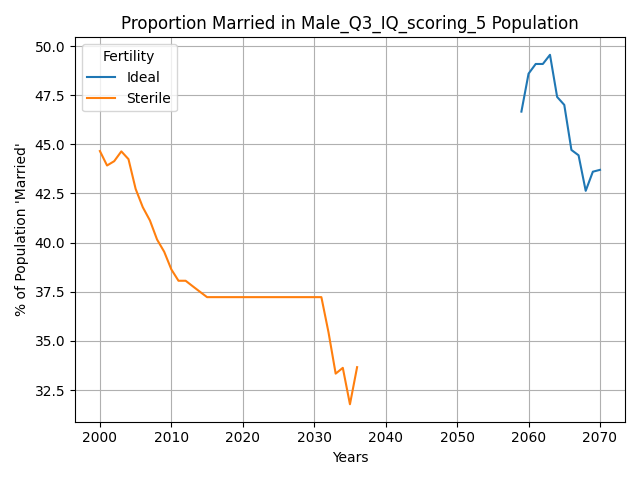 Proportion Married in Male_Q3_IQ_scoring_5 Population
Fertility
Ideal
Sterile
% of Population 'Married'
50.0
47.5
45.0
42.5
40.0
37.5
35.0
32.5
2000 2010 2020 2030 2040 2050 2060 2070
Years